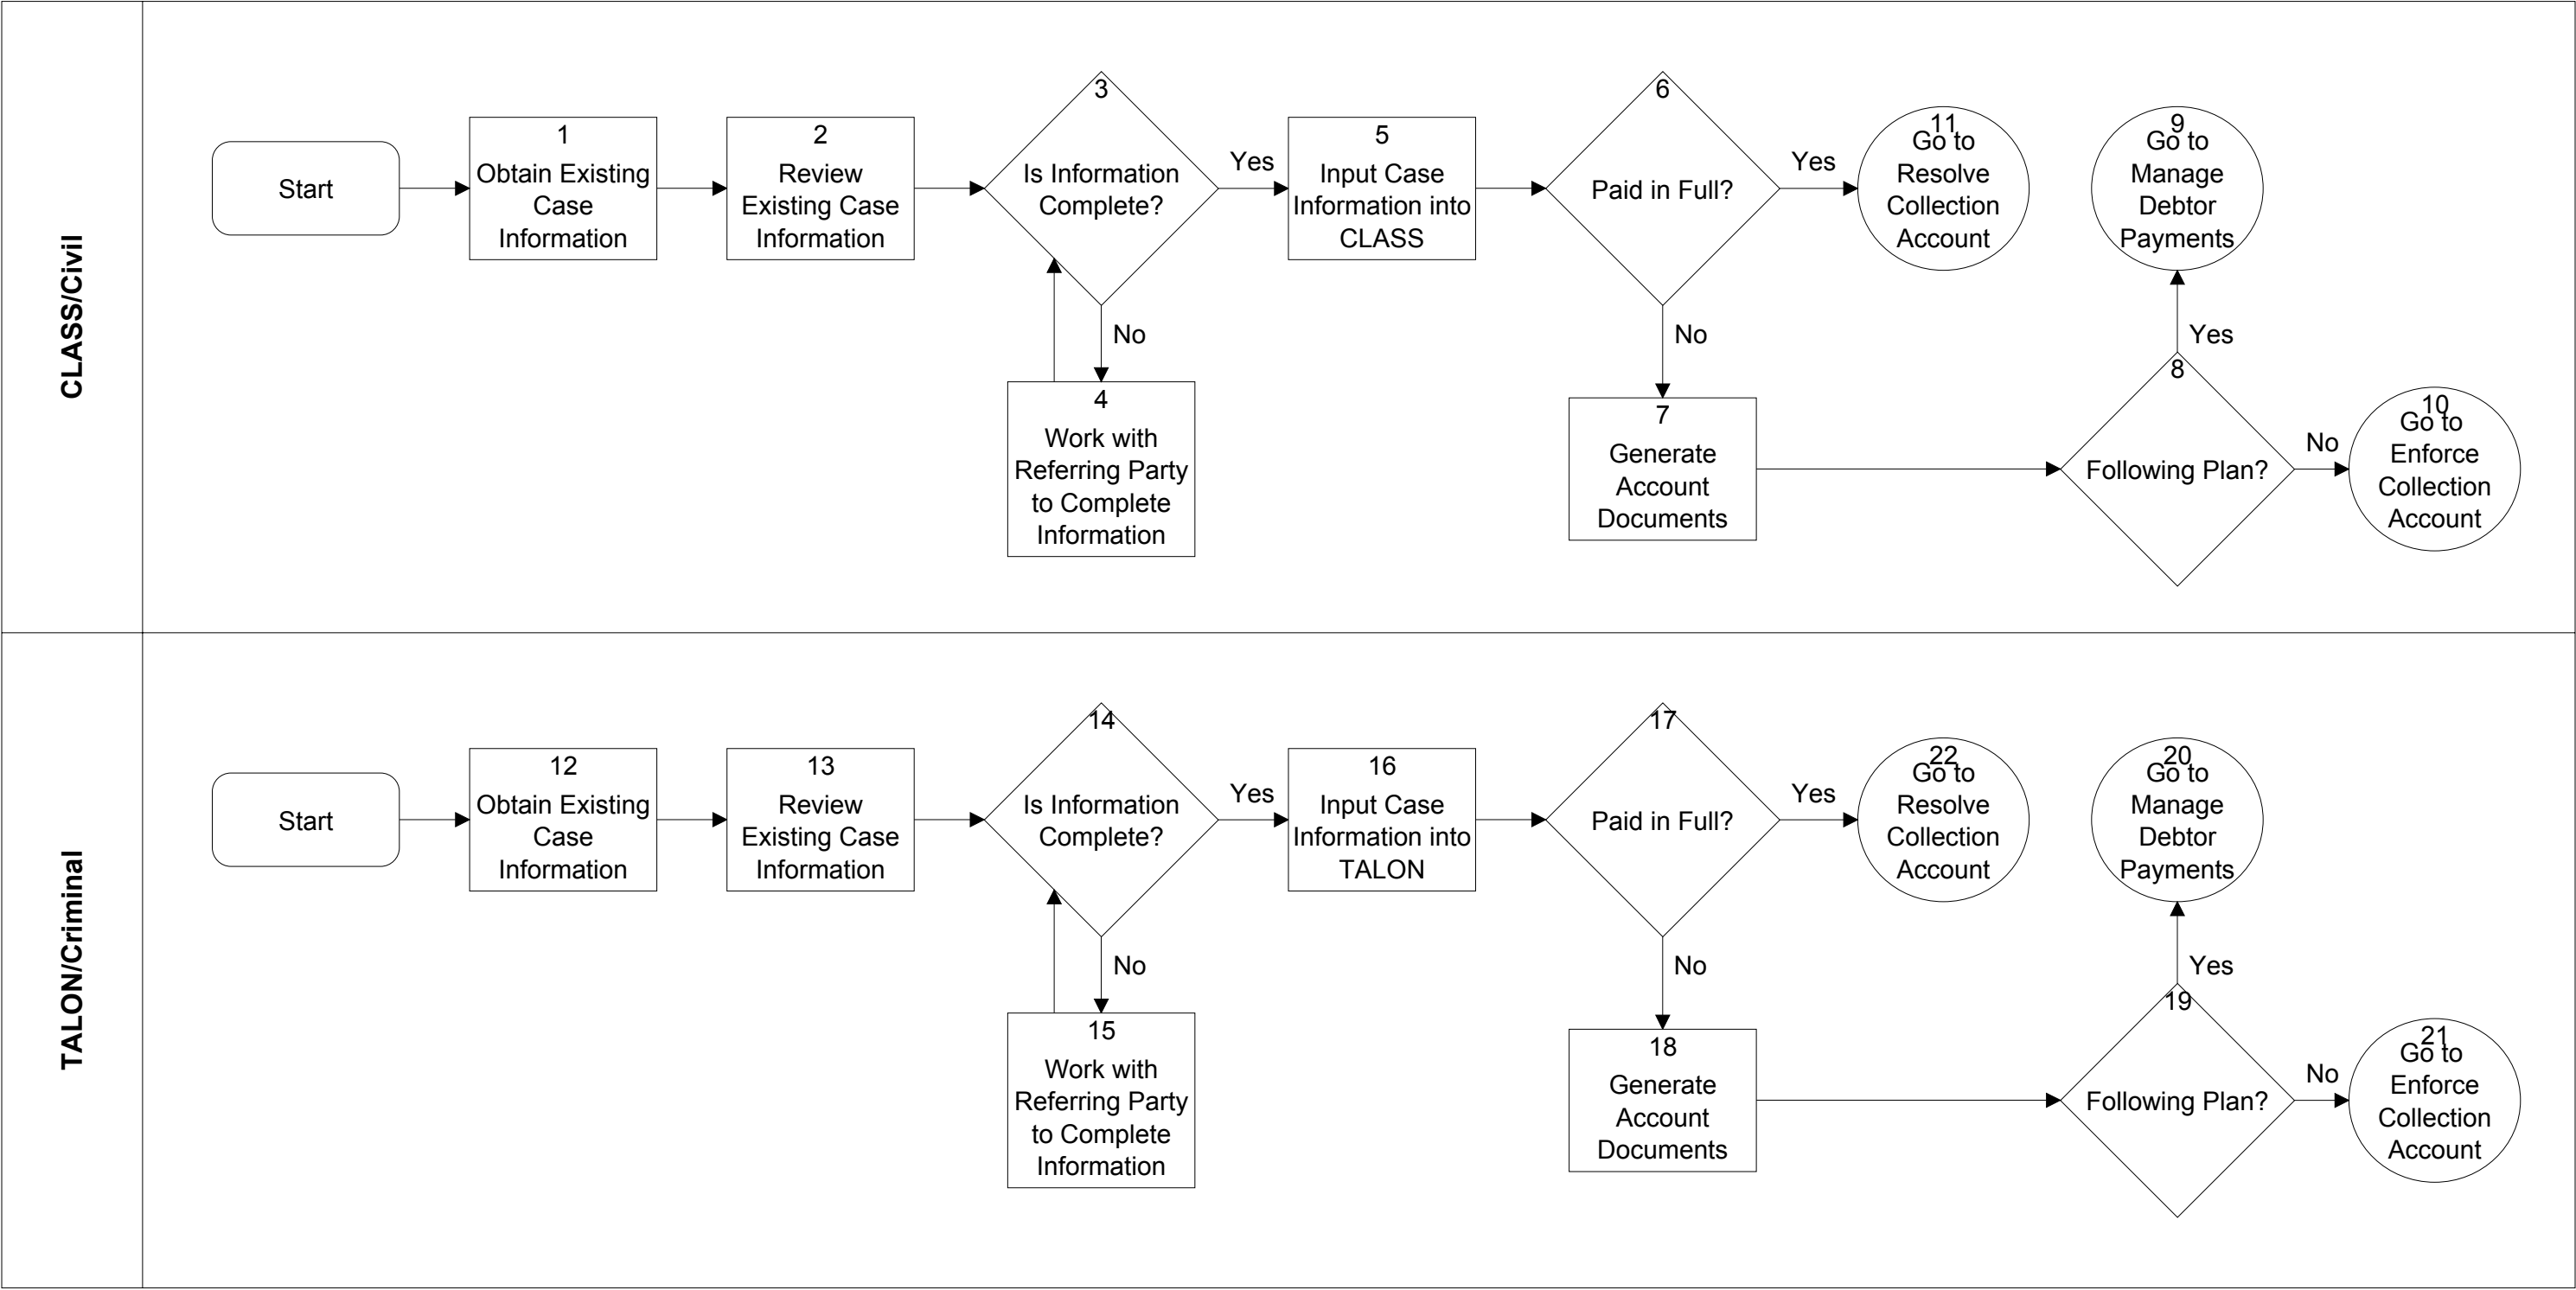 CLASS/Civil
Start
1
Obtain Existing
Case
Information
2
Review
Existing Case
Information
3
Is Information
Complete?
Yes
No
4
Work with
Referring Party
to Complete
Information
5
Input Case
Information into
CLASS
6
Paid in Full?
Yes
No
11
Go to
Resolve
Collection
Account
7
Generate
Account
Documents
9
Go to
Manage
Debtor
Payments
Yes
8
Following Plan?
No
10
Go to
Enforce
Collection
Account
TALON/Criminal
Start
12
Obtain Existing
Case
Information
13
Review
Existing Case
Information
14
Is Information
Complete?
Yes
No
15
Work with
Referring Party
to Complete
Information
16
Input Case
Information into
TALON
17
Paid in Full?
Yes
No
22
Go to
Resolve
Collection
Account
18
Generate
Account
Documents
20
Go to
Manage
Debtor
Payments
Yes
19
Following Plan?
No
21
Go to
Enforce
Collection
Account